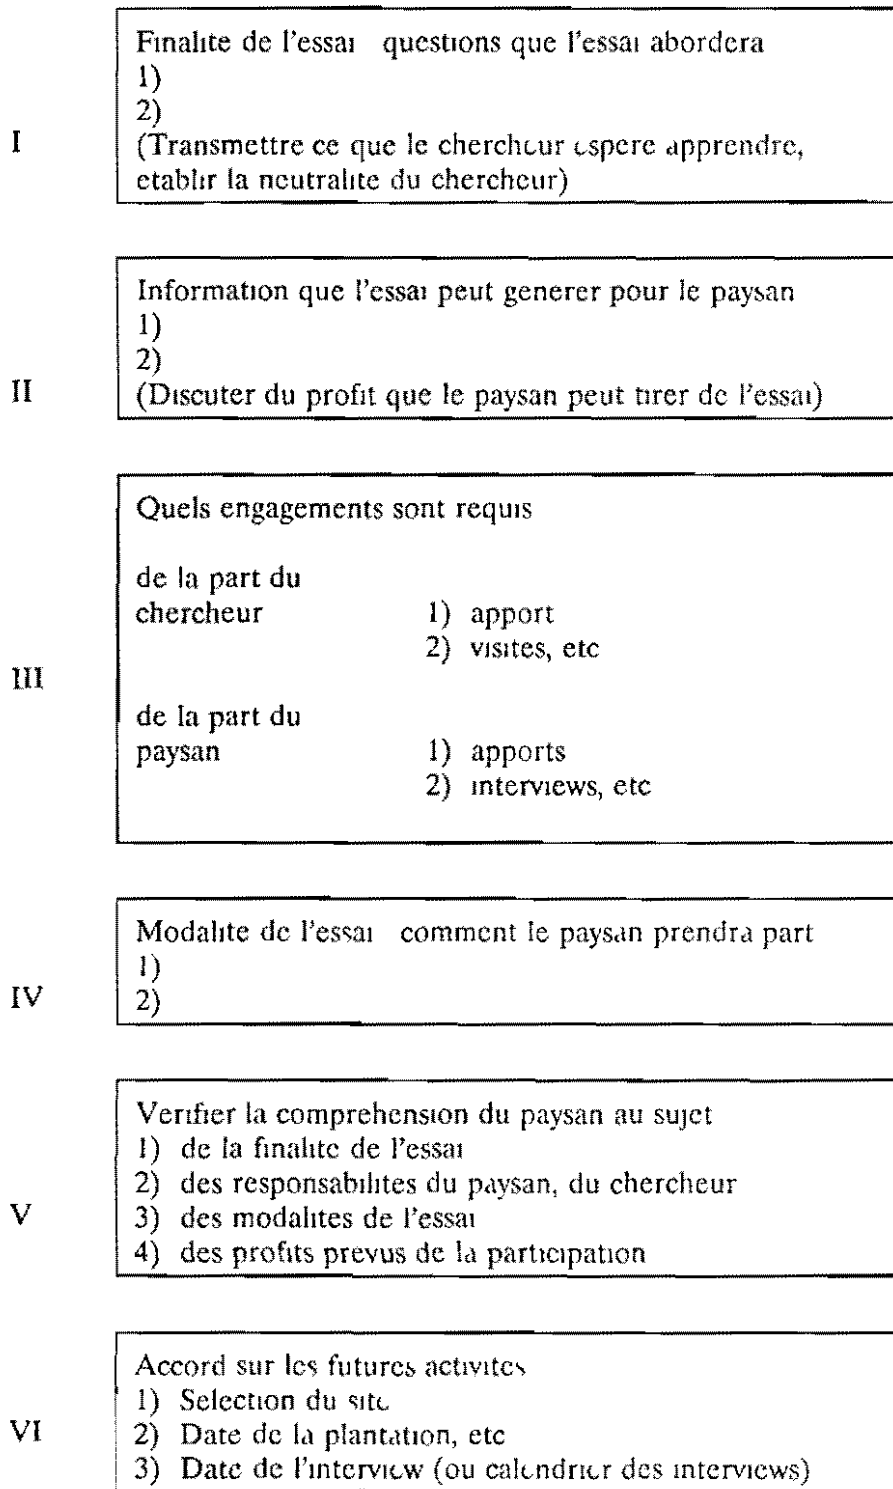 Finalite de l'essai questions que l'essai abordera
1)
2)
I
(Transmettre ce que le chercheur espere apprendre,
etablir la neutralite du chercheur)
Information que l'essai peut generer pour le paysan
1)
2)
II
(Discuter du profit que le paysan peut tirer de l'essai)
Quels engagements sont requis
de la part du
chercheur 1) apport
2) visites, etc
III
de la part du
paysan 1) apports
2) interviews, etc
Modalite de l'essai comment le paysan prendra part
1)
IV
2)
Verifier la comprehension du paysan au sujet
1) de la finalite de l'essai
2) des responsabilites du paysan, du chercheur
V
3) des modalites de l'essai
4) des profits prevus de la participation
Accord sur les futures activites
1) Selection du site
VI
2) Date de la plantation, etc
3) Date de l'interview (ou calendrier des interviews)